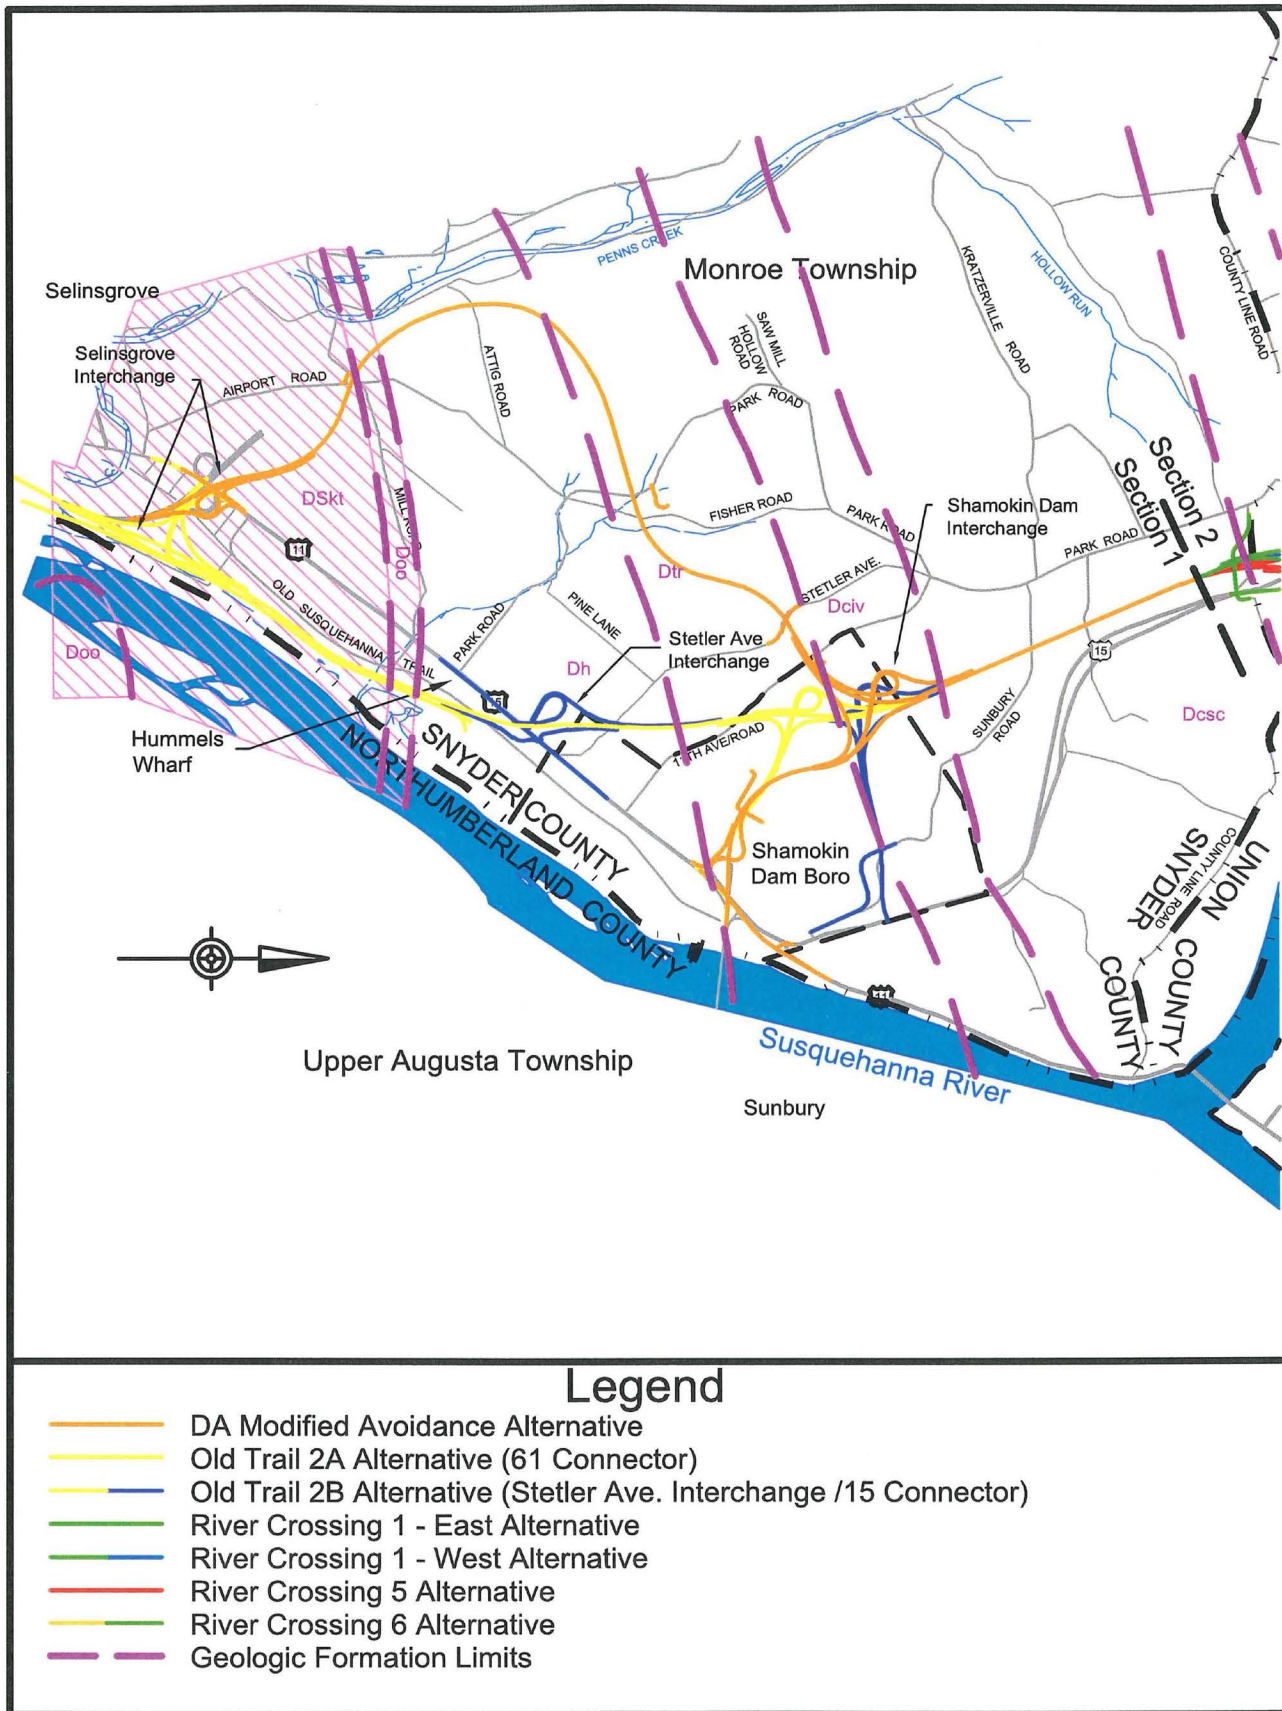 Selinsgrove
Selinsgrove
Interchange
AIRPORT ROAD
PENNS CREEK
Monroe Township
SAW MILL
HOLLOW
ROAD
PARK ROAD
KRATZERVILLE ROAD
HOLLOW RUN
COUNTY LINE ROAD
ATTIG ROAD
DSkt
11
MILL ROAD
Doo
OLD SUSQUEHANNA TRAIL
PARK ROAD
PINE LANE
FISHER ROAD
PARK ROAD
Dtr
STETLER AVE.
Dciv
Shamokin Dam
Interchange
PARK ROAD
Section 2
Section 1
15
Dcsc
Doo
Dh
Stetler Ave
Interchange
15
11TH AVE/ROAD
SUNBURY
ROAD
Hummels
Wharf
SNYDER COUNTY
NORTHUMBERLAND COUNTY
Shamokin
Dam Boro
UNION COUNTY
COUNTY LINE ROAD
SNYDER COUNTY
Upper Augusta Township
Susquehanna River
Sunbury
Legend
DA Modified Avoidance Alternative
Old Trail 2A Alternative (61 Connector)
Old Trail 2B Alternative (Stetler Ave. Interchange /15 Connector)
River Crossing 1 - East Alternative
River Crossing 1 - West Alternative
River Crossing 5 Alternative
River Crossing 6 Alternative
Geologic Formation Limits